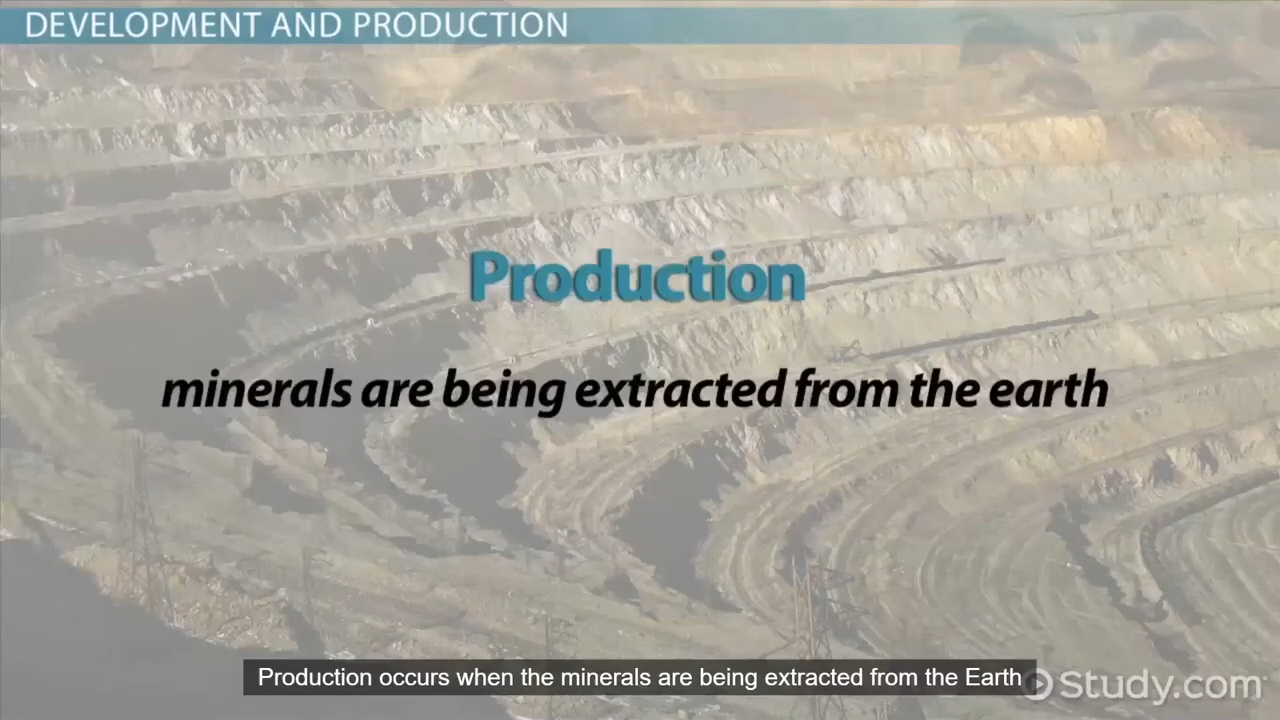 DEVELOPMENT AND PRODUCTION
Production
minerals are being extracted from the earth
Production occurs when the minerals are being extracted from the Earth
Study.com